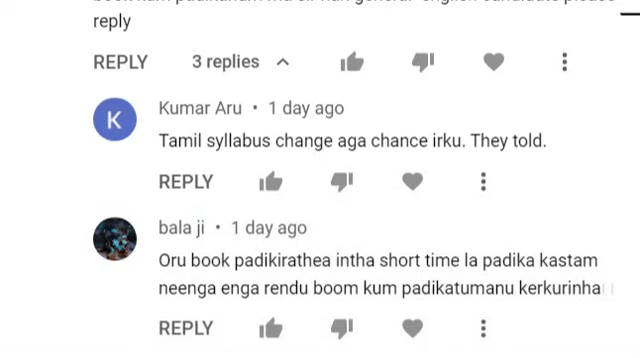 reply
REPLY 3 replies
Kumar Aru • 1 day ago
K
Tamil syllabus change aga chance irku. They told.
REPLY
bala ji • 1 day ago
Oru book padikirathea intha short time la padika kastam
neenga enga rendu boom kum padikatumanu kerkurinha
REPLY